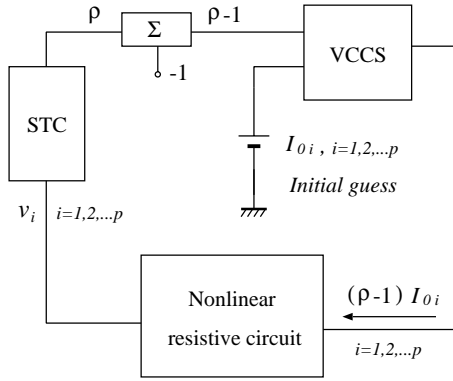 ρ
Σ
ρ-1
-1
VCCS
STC
I0i , i=1,2,...p
Initial guess
vi i=1,2,...p
Nonlinear
resistive circuit
(ρ-1) I0i
i=1,2,...p